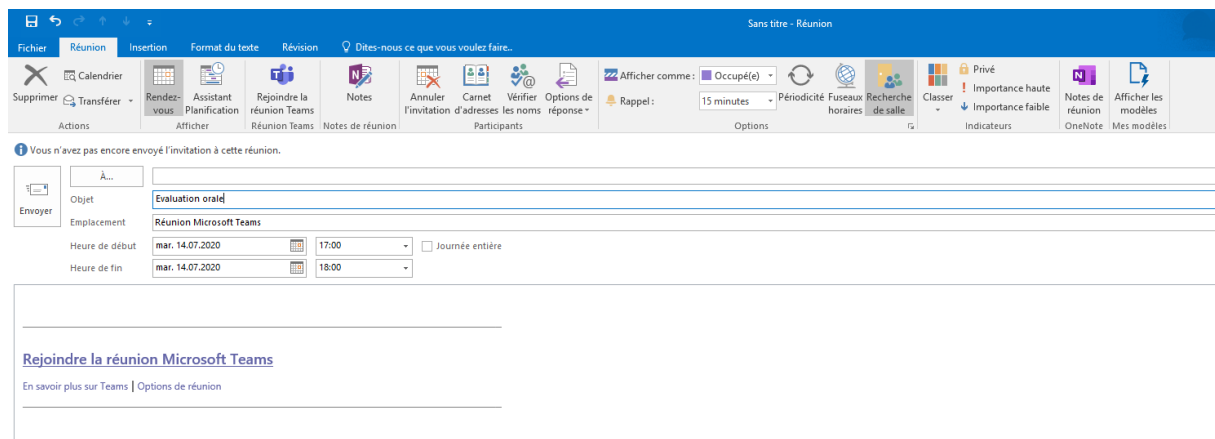 Sans titre - Réunion
Fichier Réunion Insertion Format du texte Révision Dites-nous ce que vous voulez faire..
Supprimer
Calendrier
Transférer
Actions
Rendez-
vous
Assistant
Planification
Afficher
Rejoindre la
réunion Teams
Réunion Teams
Notes
Notes de réunion
Annuler
l'invitation
Carnet
d'adresses
Vérifier
les noms
Options de
réponse
Participants
Afficher comme : Occupé(e)
Rappel : 15 minutes
Périodicité
Fuseaux
horaires
Recherche
de salle
Options
Classer
Privé
Importance haute
Importance faible
Indicateurs
Notes de
réunion
OneNote
Afficher les
modèles
Mes modèles
Vous n'avez pas encore envoyé l'invitation à cette réunion.
Envoyer
À...
Objet Evaluation orale
Emplacement Réunion Microsoft Teams
Heure de début mar. 14.07.2020 17:00 Journée entière
Heure de fin mar. 14.07.2020 18:00
Rejoindre la réunion Microsoft Teams
En savoir plus sur Teams | Options de réunion